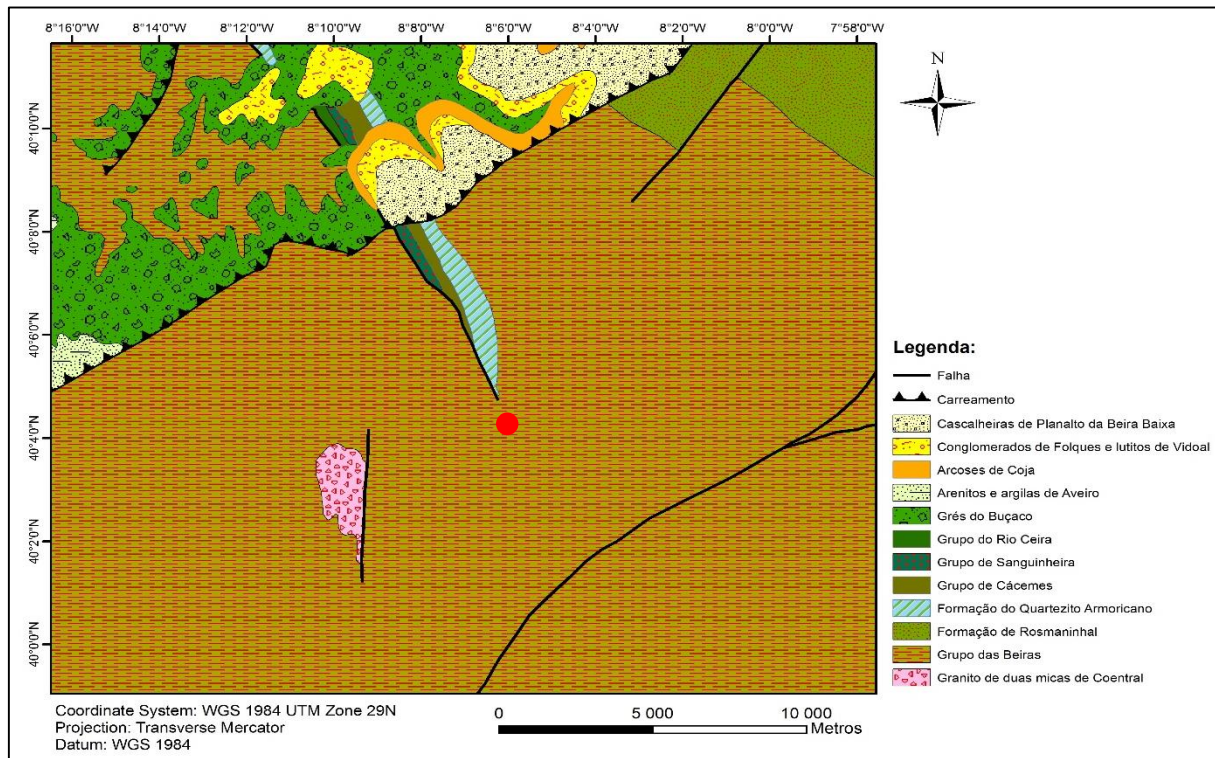 8°16'0"W 8°14'0"W 8°12'0"W 8°10'0"W 8°8'0"W 8°6'0"W 8°4'0"W 8°2'0"W 8°0'0"W 7°58'0"W
N
40°10'0"N
40°8'0"N
40°6'0"N
40°4'0"N
40°2'0"N
40°0'0"N
Legenda:
Falha
Carreamento
Cascalheiras de Planalto da Beira Baixa
Conglomerados de Folques e lutitos de Vidoal
Arcoses de Coja
Arenitos e argilas de Aveiro
Grés do Buçaco
Grupo do Rio Ceira
Grupo de Sanguinheira
Grupo de Cácemes
Formação do Quartezito Armoricano
Formação de Rosmaninhal
Grupo das Beiras
Granito de duas micas de Coentral
Coordinate System: WGS 1984 UTM Zone 29N
Projection: Transverse Mercator
Datum: WGS 1984
0 5 000 10 000
Metros